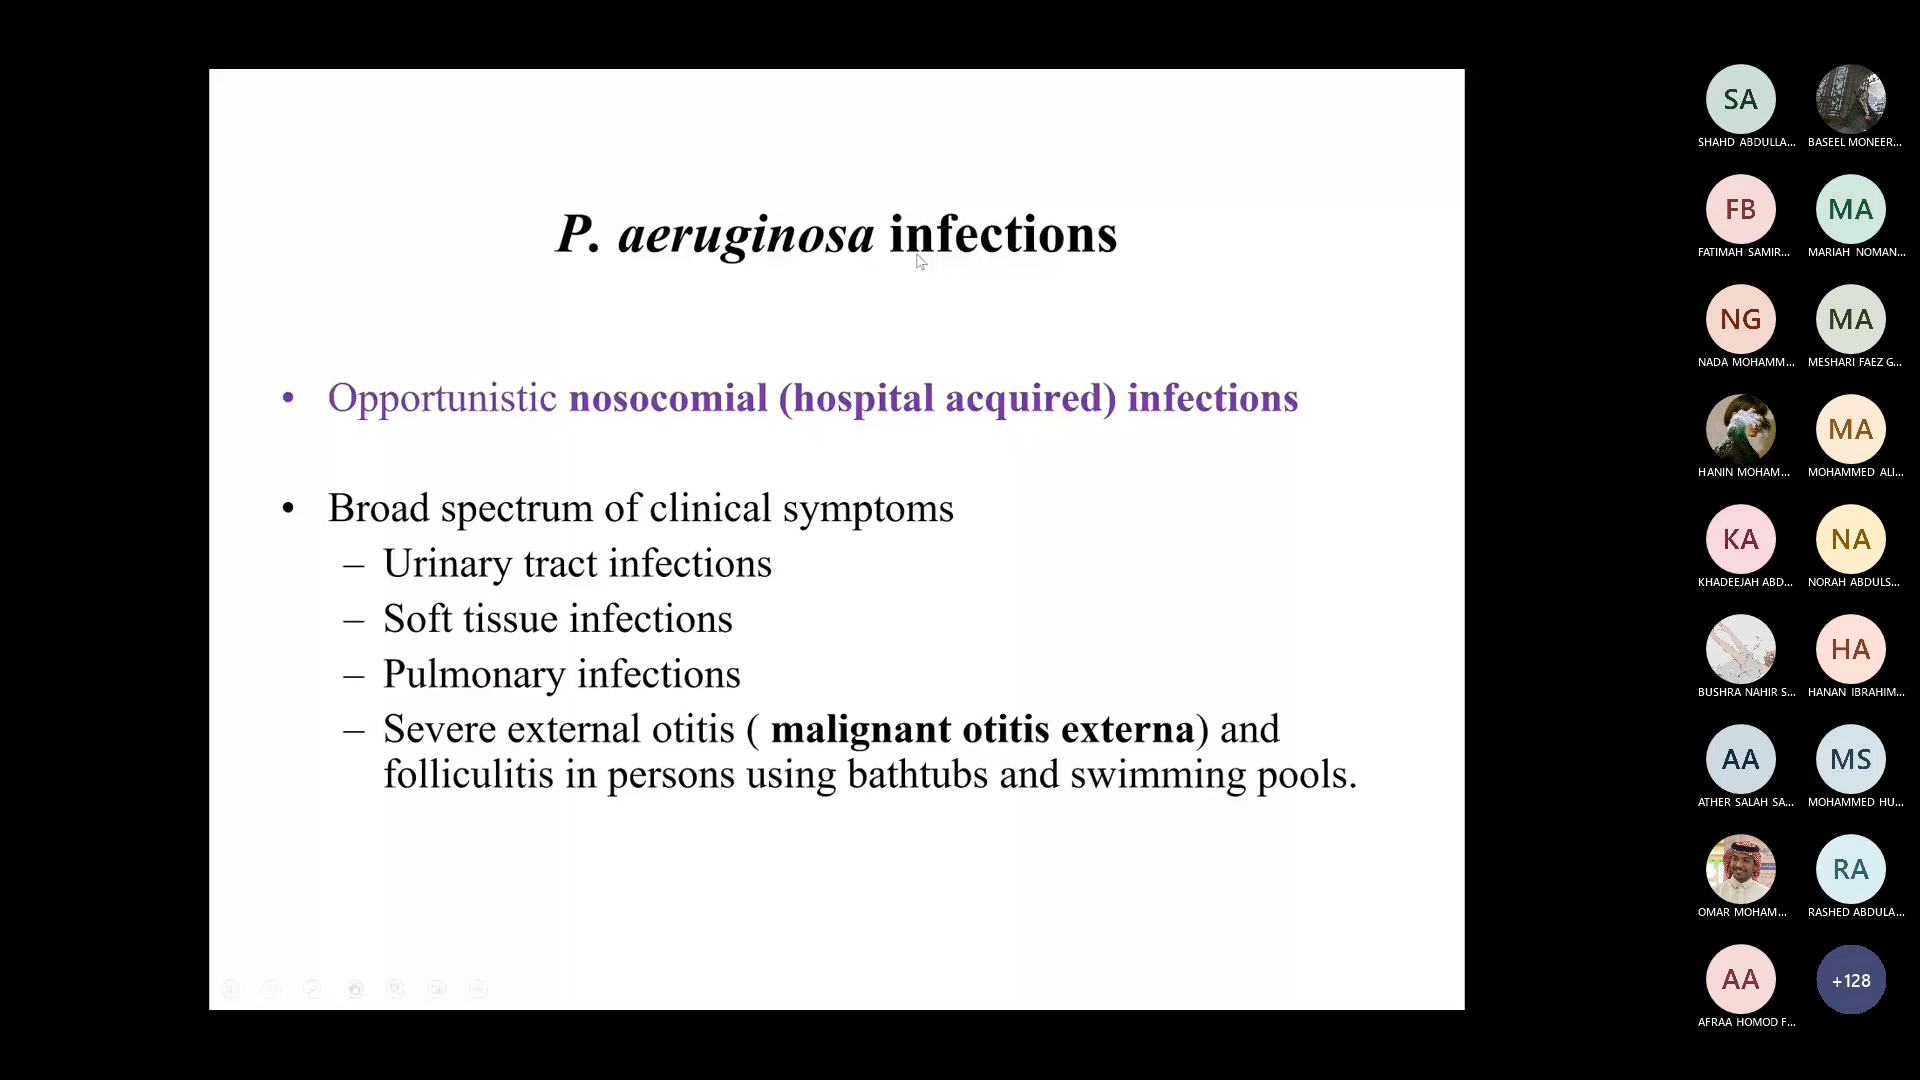 P. aeruginosa infections
• Opportunistic nosocomial (hospital acquired) infections
• Broad spectrum of clinical symptoms
– Urinary tract infections
– Soft tissue infections
– Pulmonary infections
– Severe external otitis ( malignant otitis externa) and
folliculitis in persons using bathtubs and swimming pools.
SA
SHAHD ABDULLA...
BASEEL MONEER...
FB
FATIMAH SAMIR...
MA
MARIAH NOMAN...
NG
NADA MOHAMM...
MA
MESHARI FAEZ G...
HANIN MOHAM...
MA
MOHAMMED ALI...
KA
KHADEEJAH ABD...
NA
NORAH ABDULS...
BUSHRA NAHIR S...
HA
HANAN IBRAHIM...
AA
ATHER SALAH SA...
MS
MOHAMMED HU...
OMAR MOHAM...
RA
RASHED ABDULA...
AA
AFRAA HOMOD F...
+128